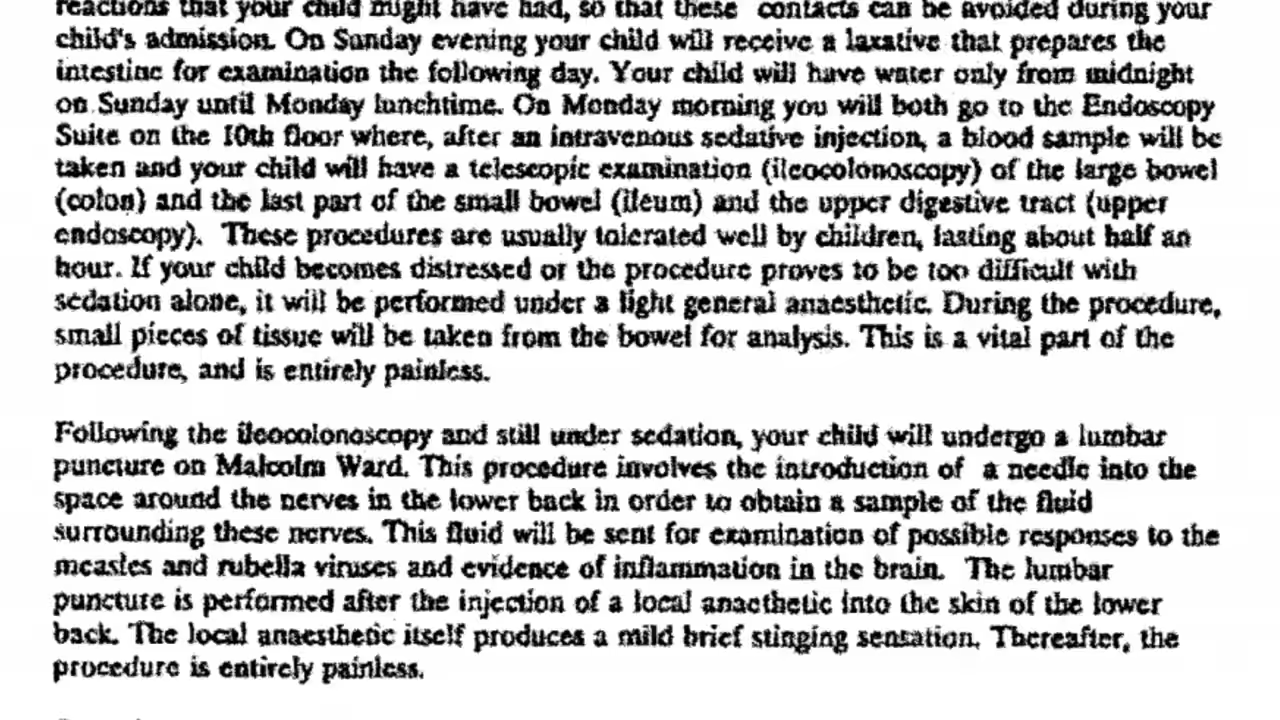 reactions that your child might have had, so that these contacts can be avoided during your
child's admission. On Sunday evening your child will receive a laxative that prepares the
intestine for examination the following day. Your child will have water only from midnight
on Sunday until Monday lunchtime. On Monday morning you will both go to the Endoscopy
Suite on the 10th floor where, after an intravenous sedative injection, a blood sample will be
taken and your child will have a telescopic examination (ileocolonoscopy) of the large bowel
(colon) and the last part of the small bowel (ileum) and the upper digestive tract (upper
endoscopy). These procedures are usually tolerated well by children, lasting about half an
hour. If your child becomes distressed or the procedure proves to be too difficult with
sedation alone, it will be performed under a light general anaesthetic. During the procedure,
small pieces of tissue will be taken from the bowel for analysis. This is a vital part of the
procedure, and is entirely painless.
Following the ileocolonoscopy and still under sedation, your child will undergo a lumbar
puncture on Malcolm Ward. This procedure involves the introduction of a needle into the
space around the nerves in the lower back in order to obtain a sample of the fluid
surrounding these nerves. This fluid will be sent for examination of possible responses to the
measles and rubella viruses and evidence of inflammation in the brain. The lumbar
puncture is performed after the injection of a local anaethetic into the skin of the lower
back. The local anaesthetic itself produces a mild brief stinging sensation. Thereafter, the
procedure is entirely painless.